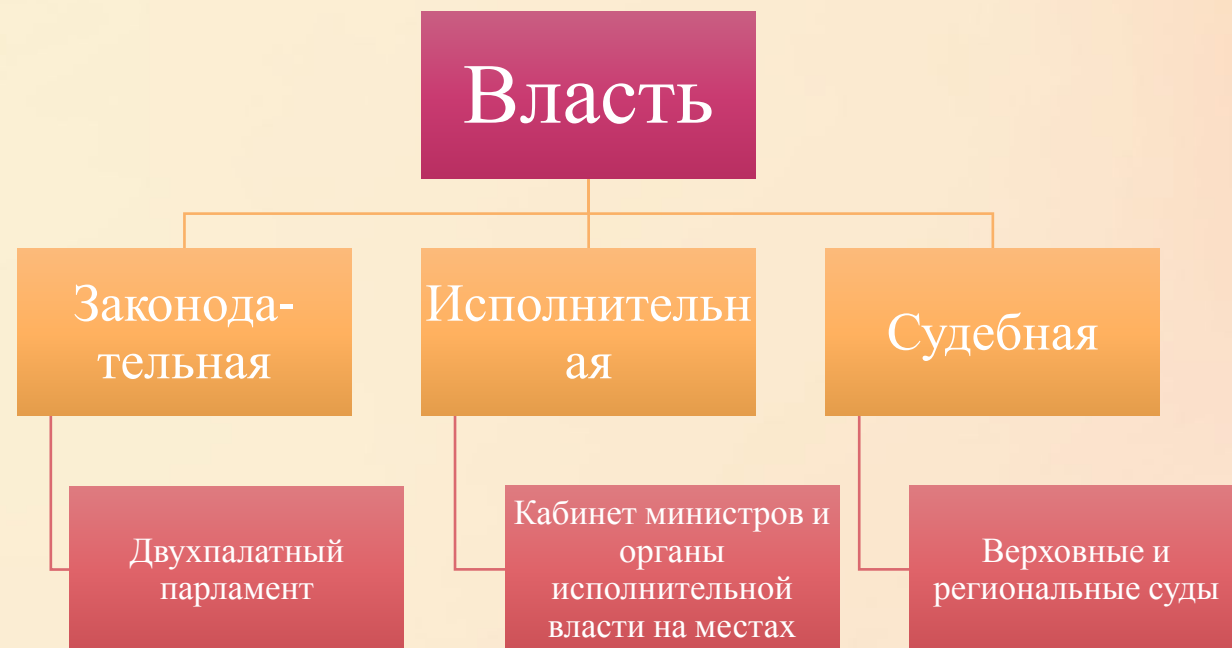 Власть
Законода-
тельная
Исполнительн
ая
Судебная
Двухпалатный
парламент
Кабинет министров и
органы
исполнительной
власти на местах
Верховные и
региональные суды